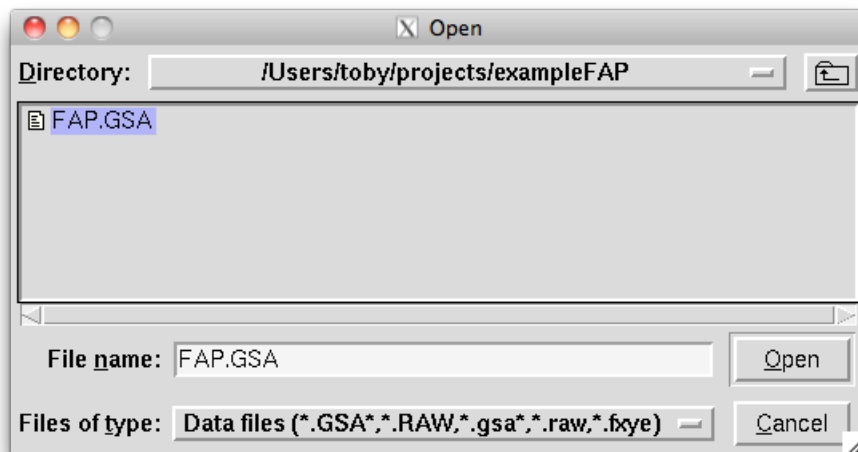 Open
Directory: /Users/toby/projects/exampleFAP
FAP.GSA
File name: FAP.GSA Open
Files of type: Data files (*.GSA*,*.RAW,*.gsa*,*.raw,*.fxye) Cancel